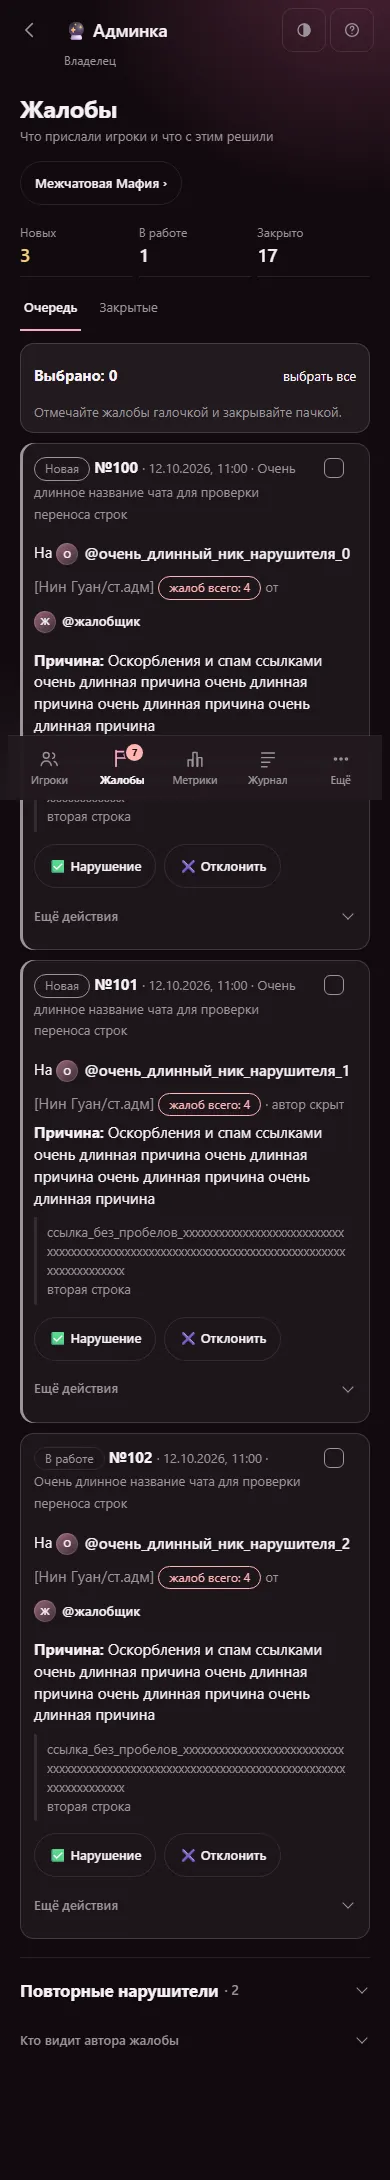 Админка
Владелец
Жалобы
Что прислали игроки и что с этим решили
Межчатовая Мафия ›
Новых
3
В работе
1
Закрыто
17
Очередь
Закрытые
Выбрано: 0
выбрать все
Отмечайте жалобы галочкой и закрывайте пачкой.
Новая №100 · 12.10.2026, 11:00 · Очень
длинное название чата для проверки
переноса строк
На О @очень_длинный_ник_нарушителя_0
[Нин Гуан/ст.адм] жалоб всего: 4 от
Ж @жалобщик
Причина: Оскорбления и спам ссылками
очень длинная причина очень длинная
причина очень длинная причина очень
длинная причина
Игроки
Жалобы
7
Метрики
Журнал
Ещё
вторая строка
Нарушение
Отклонить
Ещё действия
Новая №101 · 12.10.2026, 11:00 · Очень
длинное название чата для проверки
переноса строк
На О @очень_длинный_ник_нарушителя_1
[Нин Гуан/ст.адм] жалоб всего: 4 · автор скрыт
Причина: Оскорбления и спам ссылками
очень длинная причина очень длинная
причина очень длинная причина очень
длинная причина
вторая строка
Нарушение
Отклонить
Ещё действия
В работе №102 · 12.10.2026, 11:00 ·
Очень длинное название чата для проверки
переноса строк
На О @очень_длинный_ник_нарушителя_2
[Нин Гуан/ст.адм] жалоб всего: 4 от
Ж @жалобщик
Причина: Оскорбления и спам ссылками
очень длинная причина очень длинная
причина очень длинная причина очень
длинная причина
вторая строка
Нарушение
Отклонить
Ещё действия
Повторные нарушители · 2
Кто видит автора жалобы